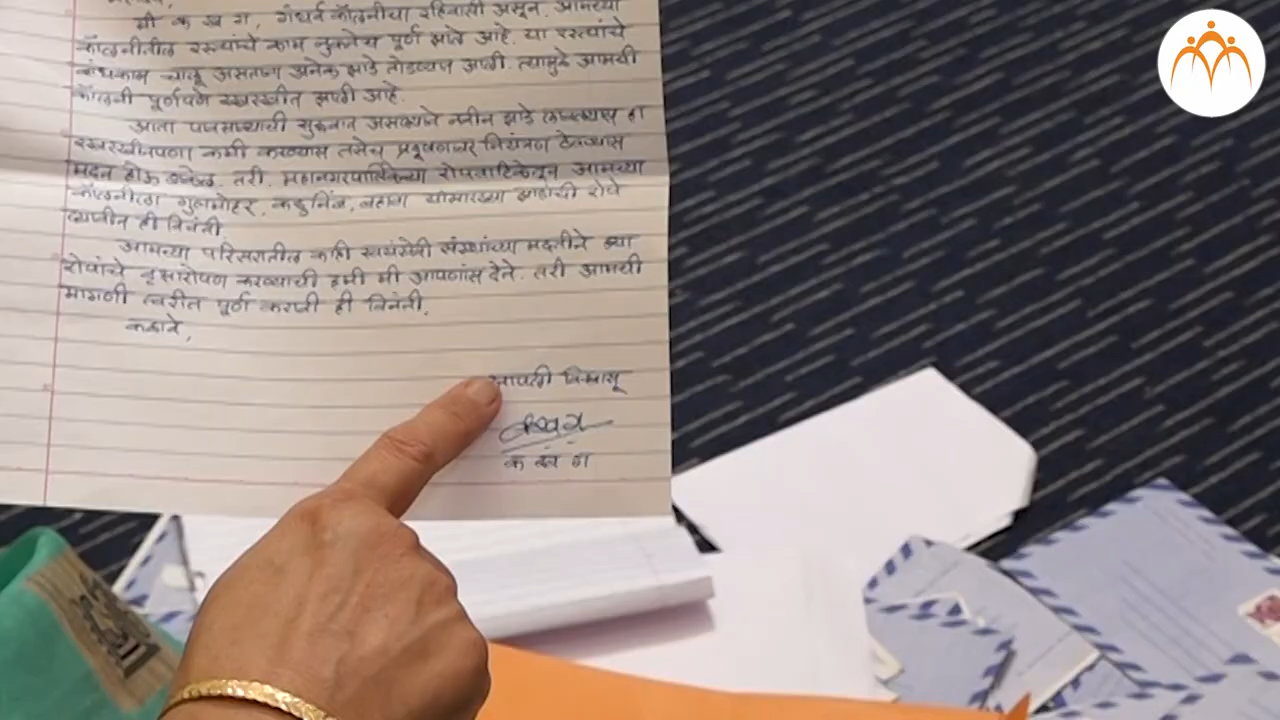 मी क ख ग, गंधर्व कॉलनीचा रहिवासी असून, आमच्या
कॉलनीतील रस्त्यांचे काम नुकतेच पूर्ण झाले आहे. या रस्त्यांचे
बांधकाम चालू असताना अनेक झाडे तोडण्यात आली. त्यामुळे आमची
कॉलनी पूर्णपणे रखरखीत झाली आहे.
आता पावसाळ्याची सुरुवात असल्याने नवीन झाडे लावल्यास हा
रखरखीतपणा कमी करण्यास तसेच प्रदूषणावर नियंत्रण ठेवण्यास
मदत होऊ शकेल. तरी, महानगरपालिकेच्या रोपवाटिकेतून आमच्या
कॉलनीला गुलमोहर, कडुनिंब, बहावा यांसारख्या झाडांची रोपे
द्यावीत ही विनंती.
आमच्या परिसरातील काही स्वयंसेवी संस्थांच्या मदतीने ह्या
रोपांचे वृक्षारोपण करण्याची हमी मी आपणांस देते. तरी आमची
मागणी त्वरीत पूर्ण करावी ही विनंती.
कळावे,
आपली विश्वासू
क ख ग